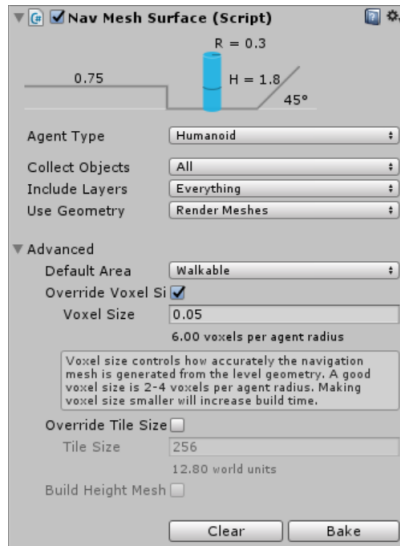 Nav Mesh Surface (Script)
R = 0.3
0.75
H = 1.8
45°
Agent Type Humanoid
Collect Objects All
Include Layers Everything
Use Geometry Render Meshes
Advanced
Default Area Walkable
Override Voxel Si
Voxel Size 0.05
6.00 voxels per agent radius
Voxel size controls how accurately the navigation
mesh is generated from the level geometry. A good
voxel size is 2-4 voxels per agent radius. Making
voxel size smaller will increase build time.
Override Tile Size
Tile Size 256
12.80 world units
Build Height Mesh
Clear Bake